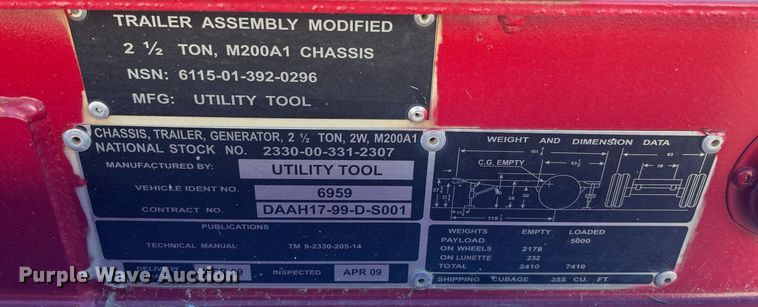 TRAILER ASSEMBLY MODIFIED
2 ½ TON, M200A1 CHASSIS
NSN: 6115-01-392-0296
MFG: UTILITY TOOL
CHASSIS, TRAILER, GENERATOR, 2 ½ TON, 2W, M200A1
NATIONAL STOCK NO. 2330-00-331-2307
MANUFACTURED BY: UTILITY TOOL
VEHICLE IDENT NO. 6959
CONTRACT NO. DAAH17-99-D-S001
PUBLICATIONS
TECHNICAL MANUAL: TM 9-2330-205-14
DELIVERY INSPECTED APR 09
WEIGHT AND DIMENSION DATA
C.G. EMPTY
93
38
WEIGHTS EMPTY LOADED
PAYLOAD 5000
ON WHEELS 2178
ON LUNETTE 232
TOTAL 2410 7410
SHIPPING CUBAGE 355 CU. FT.
Purple Wave Auction